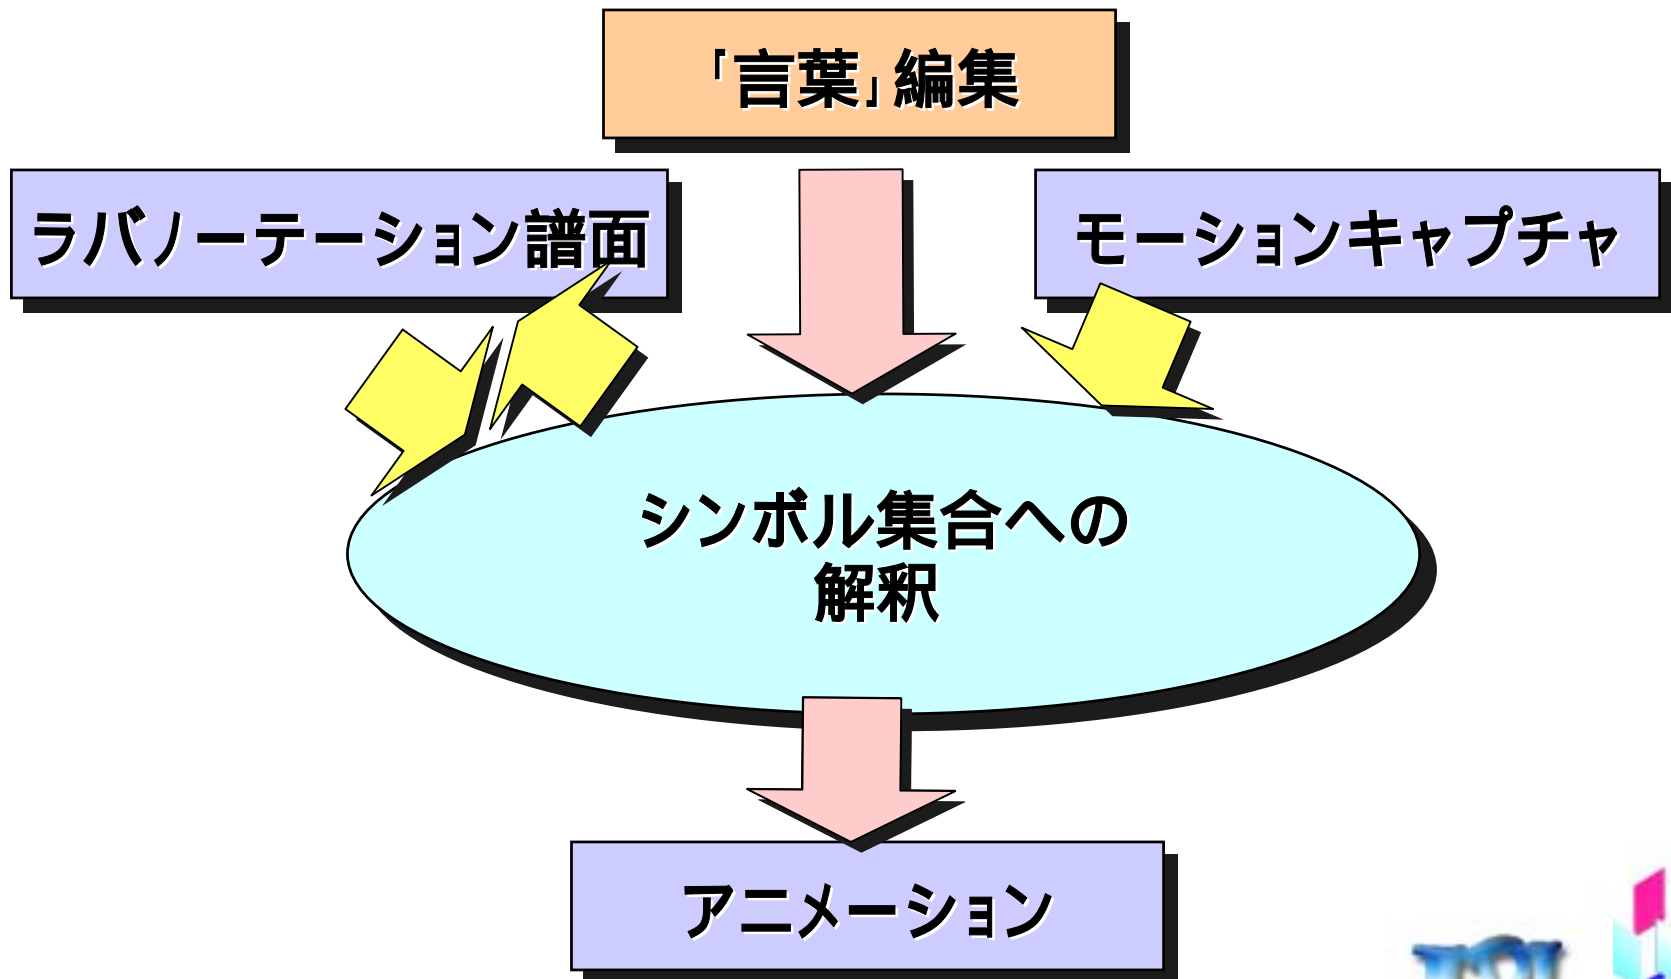 「言葉」編集
ラバノーテーション譜面
モーションキャプチャ
シンボル集合への
解釈
アニメーション